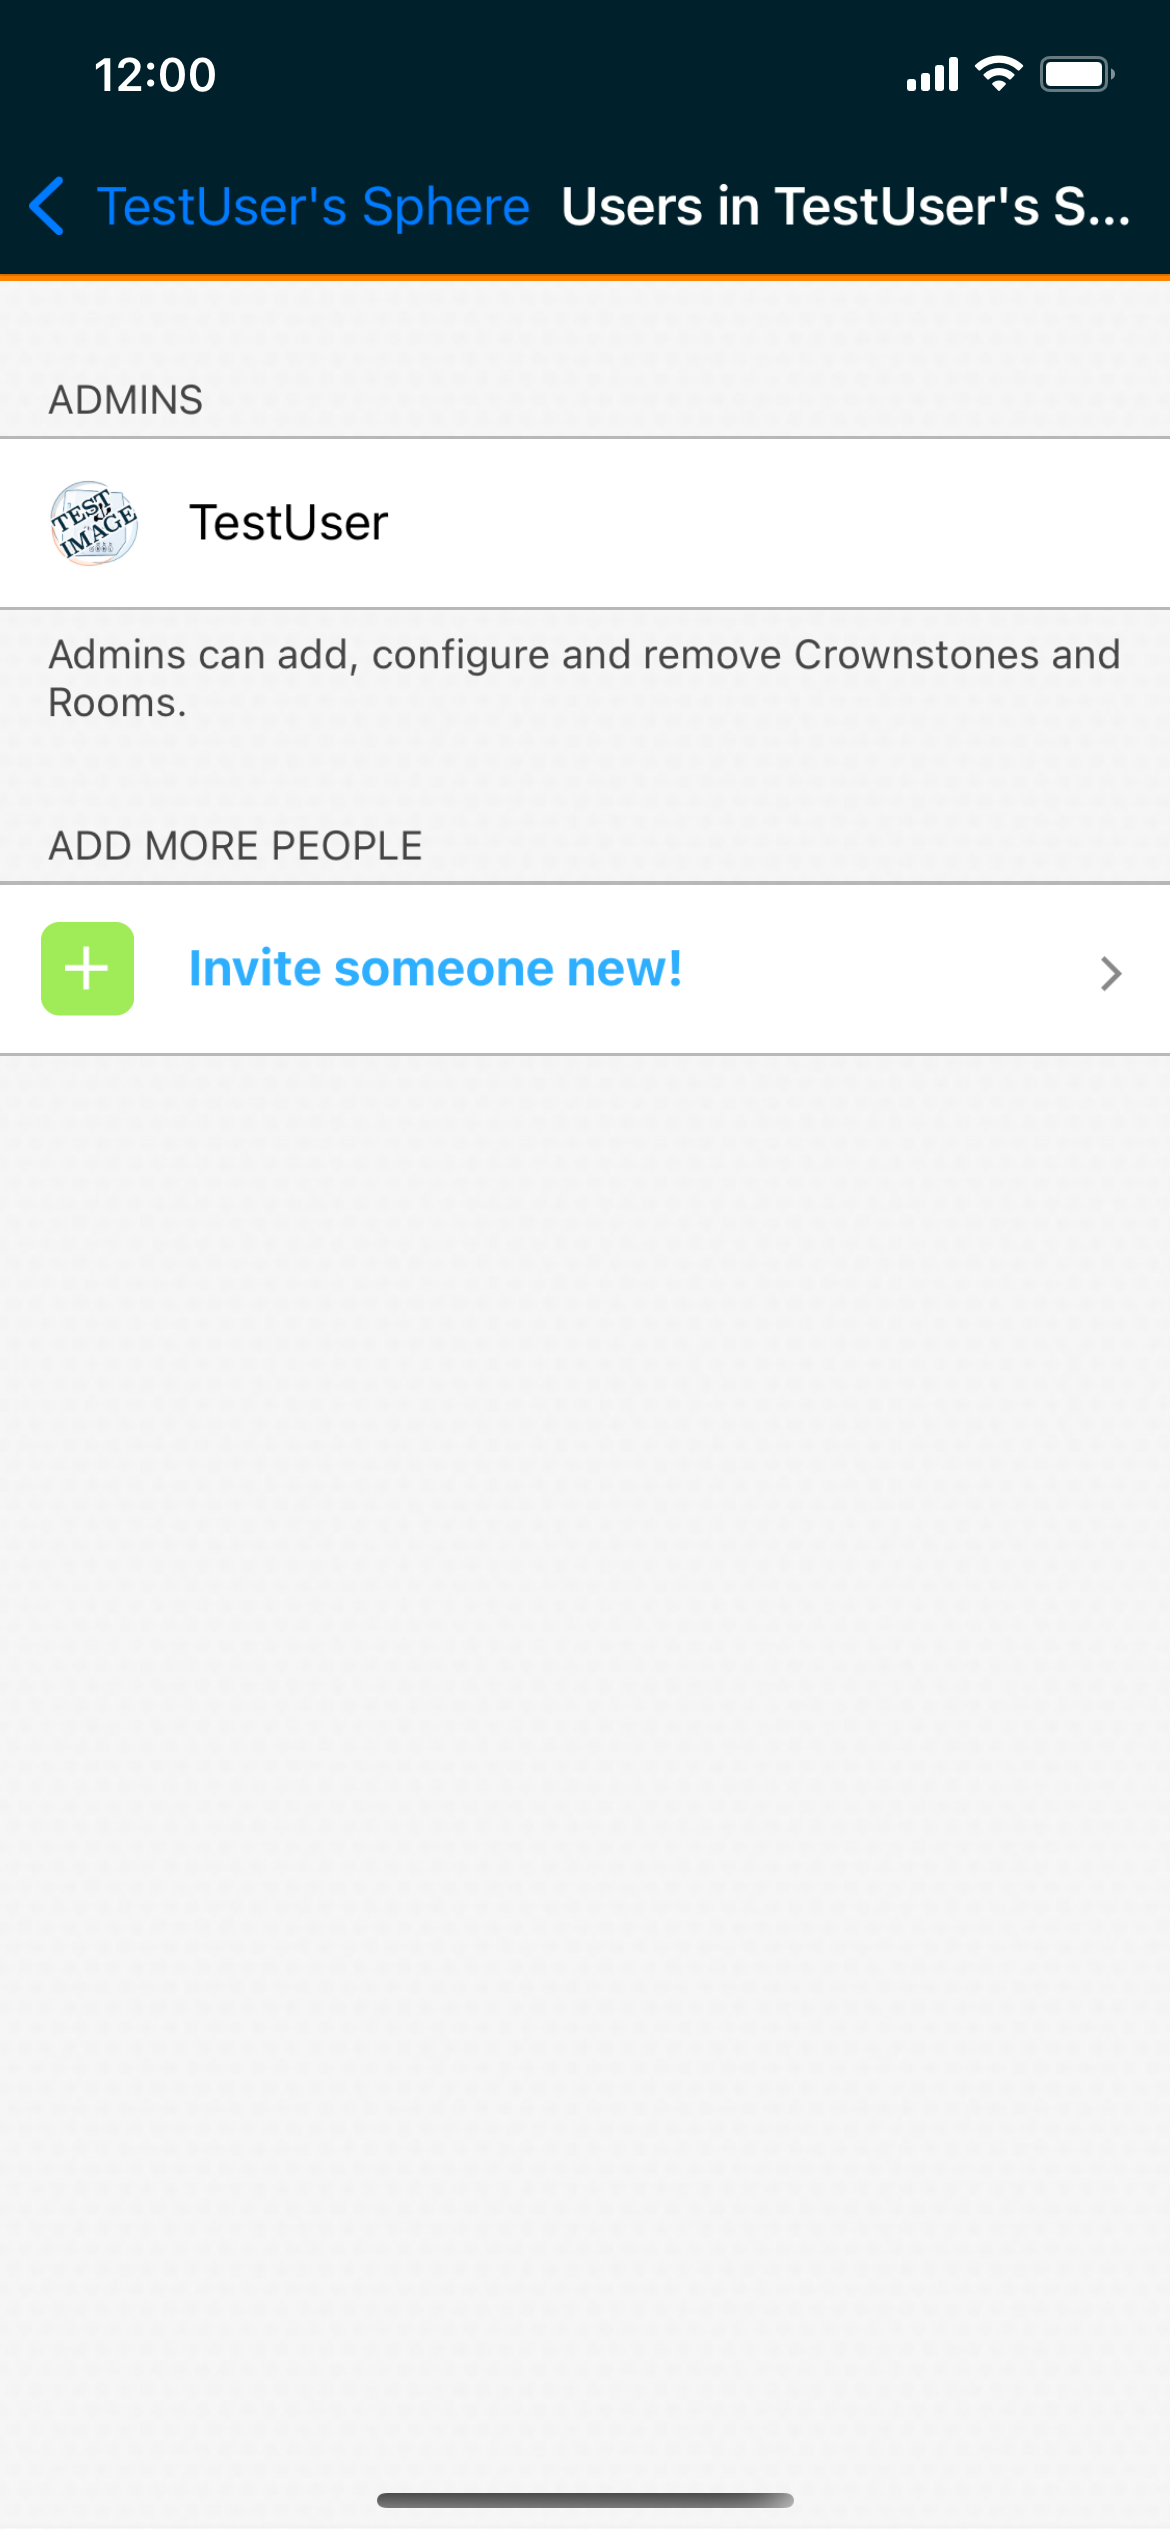 12:00
TestUser's Sphere Users in TestUser's S...
ADMINS
TEST
IMAGE
TestUser
Admins can add, configure and remove Crownstones and
Rooms.
ADD MORE PEOPLE
Invite someone new!